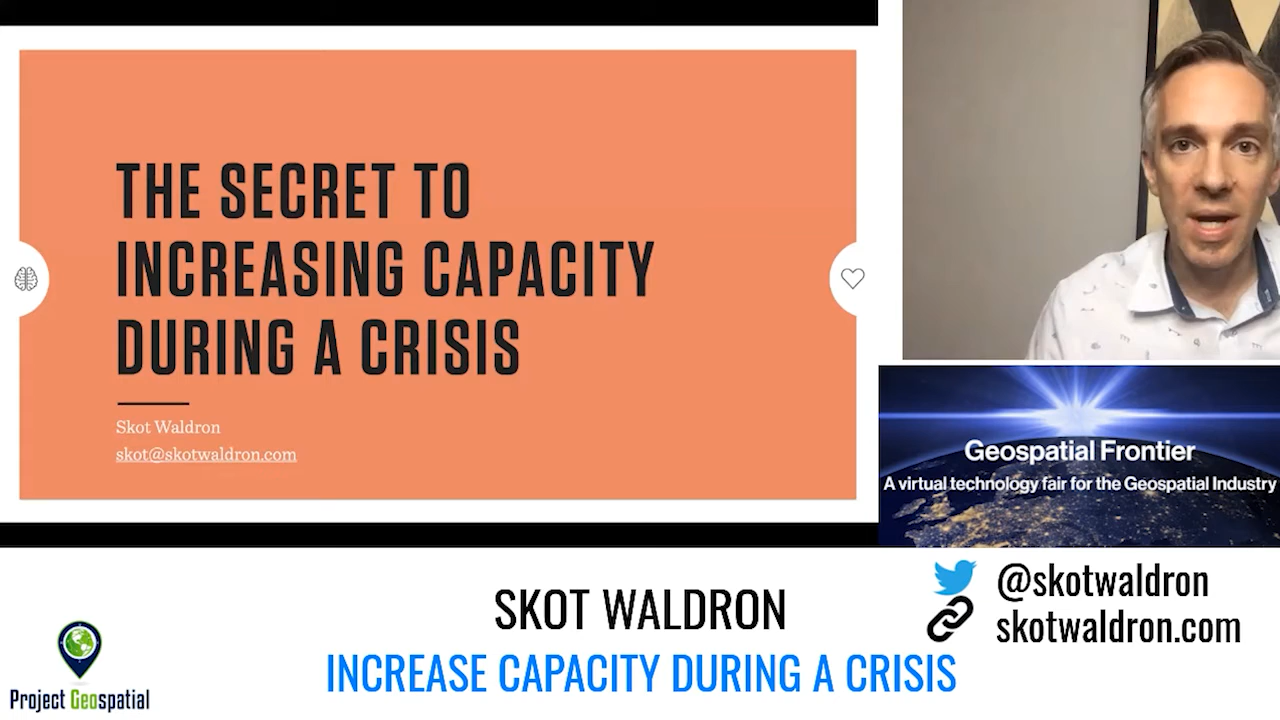 THE SECRET TO
INCREASING CAPACITY
DURING A CRISIS
Skot Waldron
skot@skotwaldron.com
Geospatial Frontier
A virtual technology fair for the Geospatial Industry
SKOT WALDRON
INCREASE CAPACITY DURING A CRISIS
@skotwaldron
skotwaldron.com
Project Geospatial